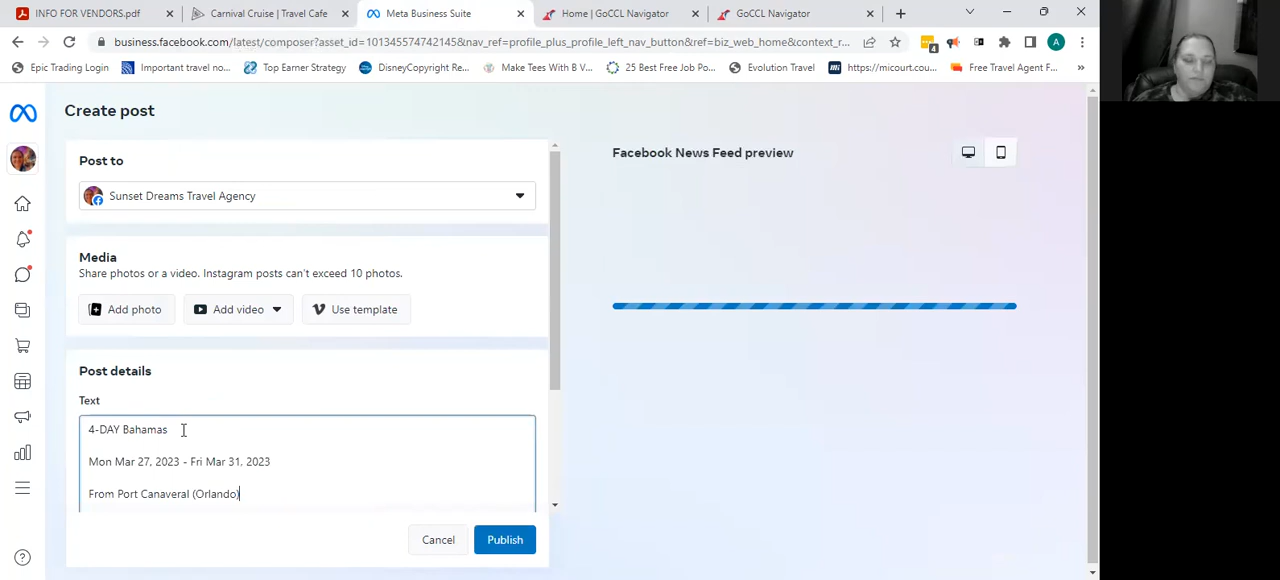 INFO FOR VENDORS.pdf
Carnival Cruise | Travel Cafe
Meta Business Suite
Home | GoCCL Navigator
GoCCL Navigator
business.facebook.com/latest/composer?asset_id=101345574742145&nav_ref=profile_plus_profile_left_nav_button&ref=biz_web_home&context_r...
4
A
Epic Trading Login
Important travel no...
Top Earner Strategy
DisneyCopyright Re...
Make Tees With B V...
25 Best Free Job Po...
Evolution Travel
https://micourt.cou...
Free Travel Agent F...
»
Create post
Post to
Sunset Dreams Travel Agency
Media
Share photos or a video. Instagram posts can't exceed 10 photos.
Add photo
Add video
Use template
Post details
Text
4-DAY Bahamas
Mon Mar 27, 2023 - Fri Mar 31, 2023
From Port Canaveral (Orlando)
Cancel
Publish
Facebook News Feed preview